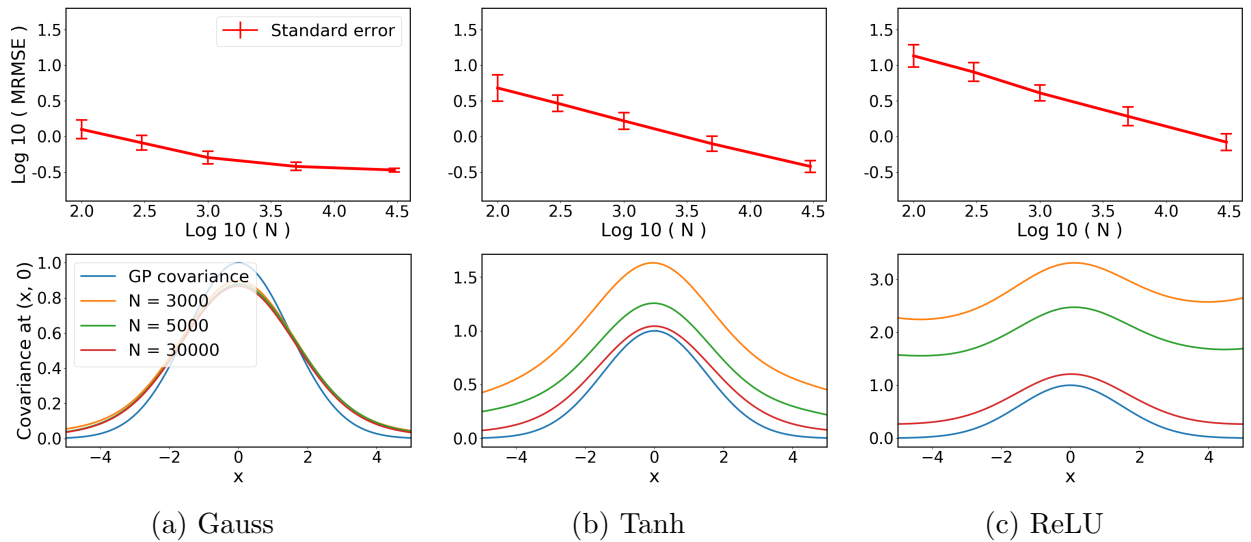 Log 10 ( MRMSE )
1.5
1.0
0.5
0.0
-0.5
2.0 2.5 3.0 3.5 4.0 4.5
Log 10 ( N )
Standard error
1.5
1.0
0.5
0.0
-0.5
2.0 2.5 3.0 3.5 4.0 4.5
Log 10 ( N )
1.5
1.0
0.5
0.0
-0.5
2.0 2.5 3.0 3.5 4.0 4.5
Log 10 ( N )
Covariance at (x, 0)
1.0
0.8
0.6
0.4
0.2
0.0
−4 −2 0 2 4
x
GP covariance
N = 3000
N = 5000
N = 30000
1.5
1.0
0.5
0.0
−4 −2 0 2 4
x
3.0
2.0
1.0
0.0
−4 −2 0 2 4
x
(a) Gauss
(b) Tanh
(c) ReLU